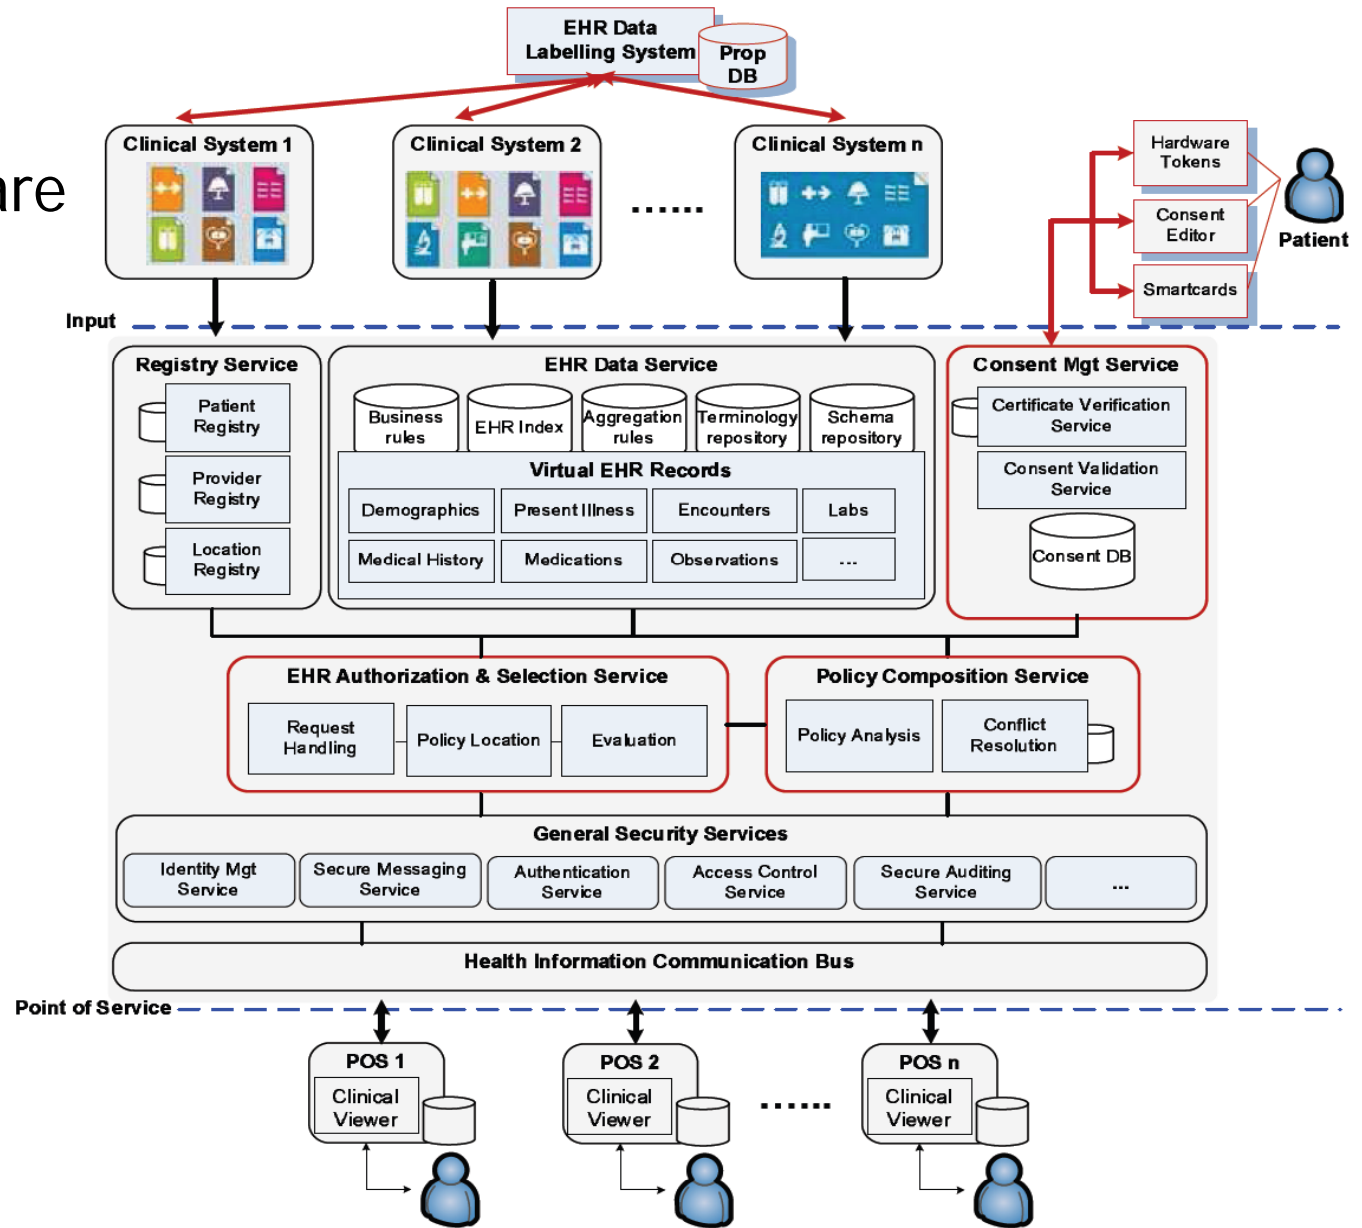 EHR Data
Labelling System
Prop
DB
Clinical System 1
Clinical System 2
Clinical System n
are
......
Hardware
Tokens
Consent
Editor
Smartcards
Patient
Input
Registry Service
Patient
Registry
Provider
Registry
Location
Registry
EHR Data Service
Business
rules
EHR Index
Aggregation
rules
Terminology
repository
Schema
repository
Virtual EHR Records
Demographics
Present Illness
Encounters
Labs
Medical History
Medications
Observations
...
Consent Mgt Service
Certificate Verification
Service
Consent Validation
Service
Consent DB
EHR Authorization & Selection Service
Request
Handling
Policy Location
Evaluation
Policy Composition Service
Policy Analysis
Conflict
Resolution
General Security Services
Identity Mgt
Service
Secure Messaging
Service
Authentication
Service
Access Control
Service
Secure Auditing
Service
...
Health Information Communication Bus
Point of Service
POS 1
Clinical
Viewer
POS 2
Clinical
Viewer
......
POS n
Clinical
Viewer